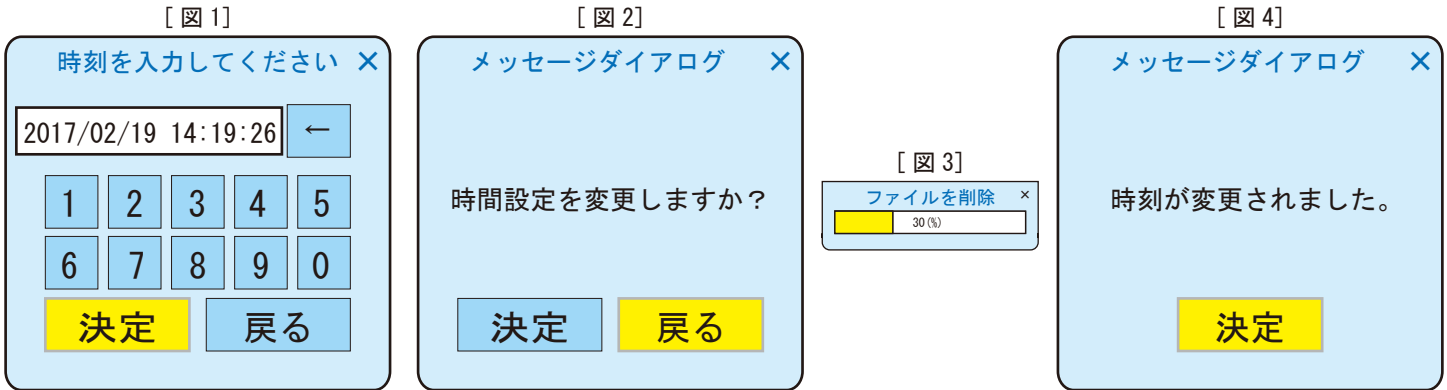 [図1]
時刻を入力してください ×
2017/02/19 14:19:26 ←
1 2 3 4 5
6 7 8 9 0
決定 戻る
[図2]
メッセージダイアログ ×
時間設定を変更しますか？
決定 戻る
[図3]
ファイルを削除 ×
30(%)
[図4]
メッセージダイアログ ×
時刻が変更されました。
決定